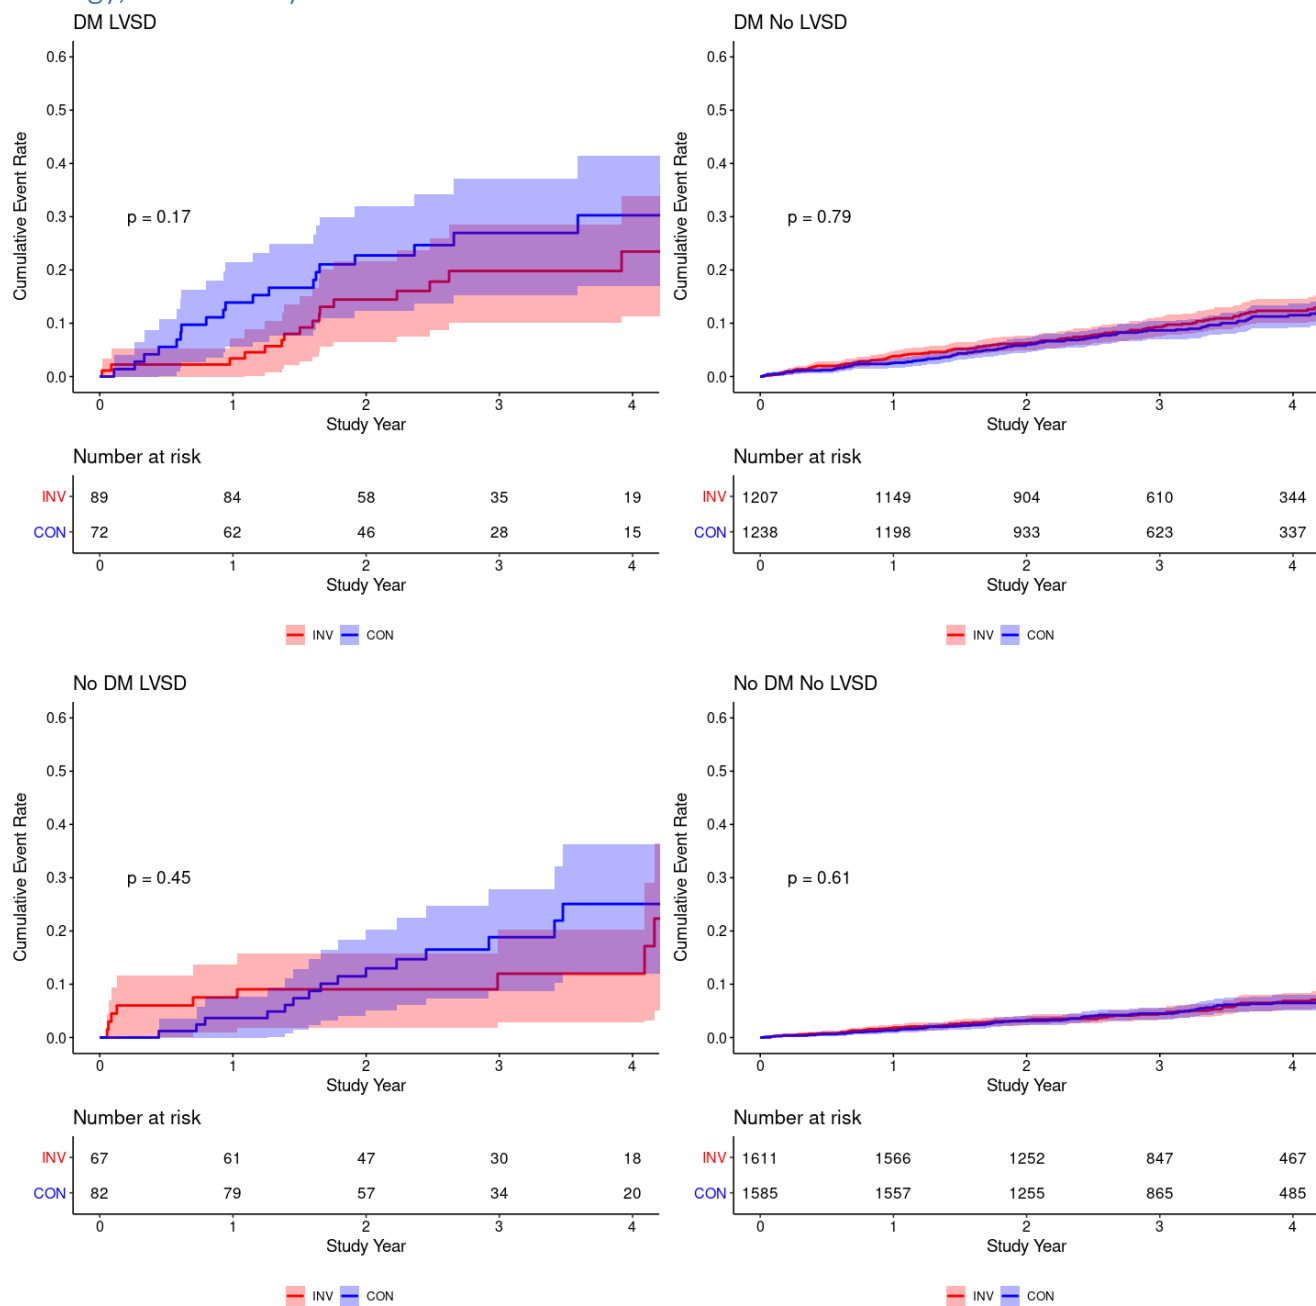 DM LVSD
Cumulative Event Rate
0.6
0.5
0.4
0.3
0.2
0.1
0.0
p = 0.17
0 1 2 3 4
Study Year
Number at risk
INV 89 84 58 35 19
CON 72 62 46 28 15
0 1 2 3 4
Study Year
INV CON
DM No LVSD
Cumulative Event Rate
0.6
0.5
0.4
0.3
0.2
0.1
0.0
p = 0.79
0 1 2 3 4
Study Year
Number at risk
INV 1207 1149 904 610 344
CON 1238 1198 933 623 337
0 1 2 3 4
Study Year
INV CON
No DM LVSD
Cumulative Event Rate
0.6
0.5
0.4
0.3
0.2
0.1
0.0
p = 0.45
0 1 2 3 4
Study Year
Number at risk
INV 67 61 47 30 18
CON 82 79 57 34 20
0 1 2 3 4
Study Year
INV CON
No DM No LVSD
Cumulative Event Rate
0.6
0.5
0.4
0.3
0.2
0.1
0.0
p = 0.61
0 1 2 3 4
Study Year
Number at risk
INV 1611 1566 1252 847 467
CON 1585 1557 1255 865 485
0 1 2 3 4
Study Year
INV CON